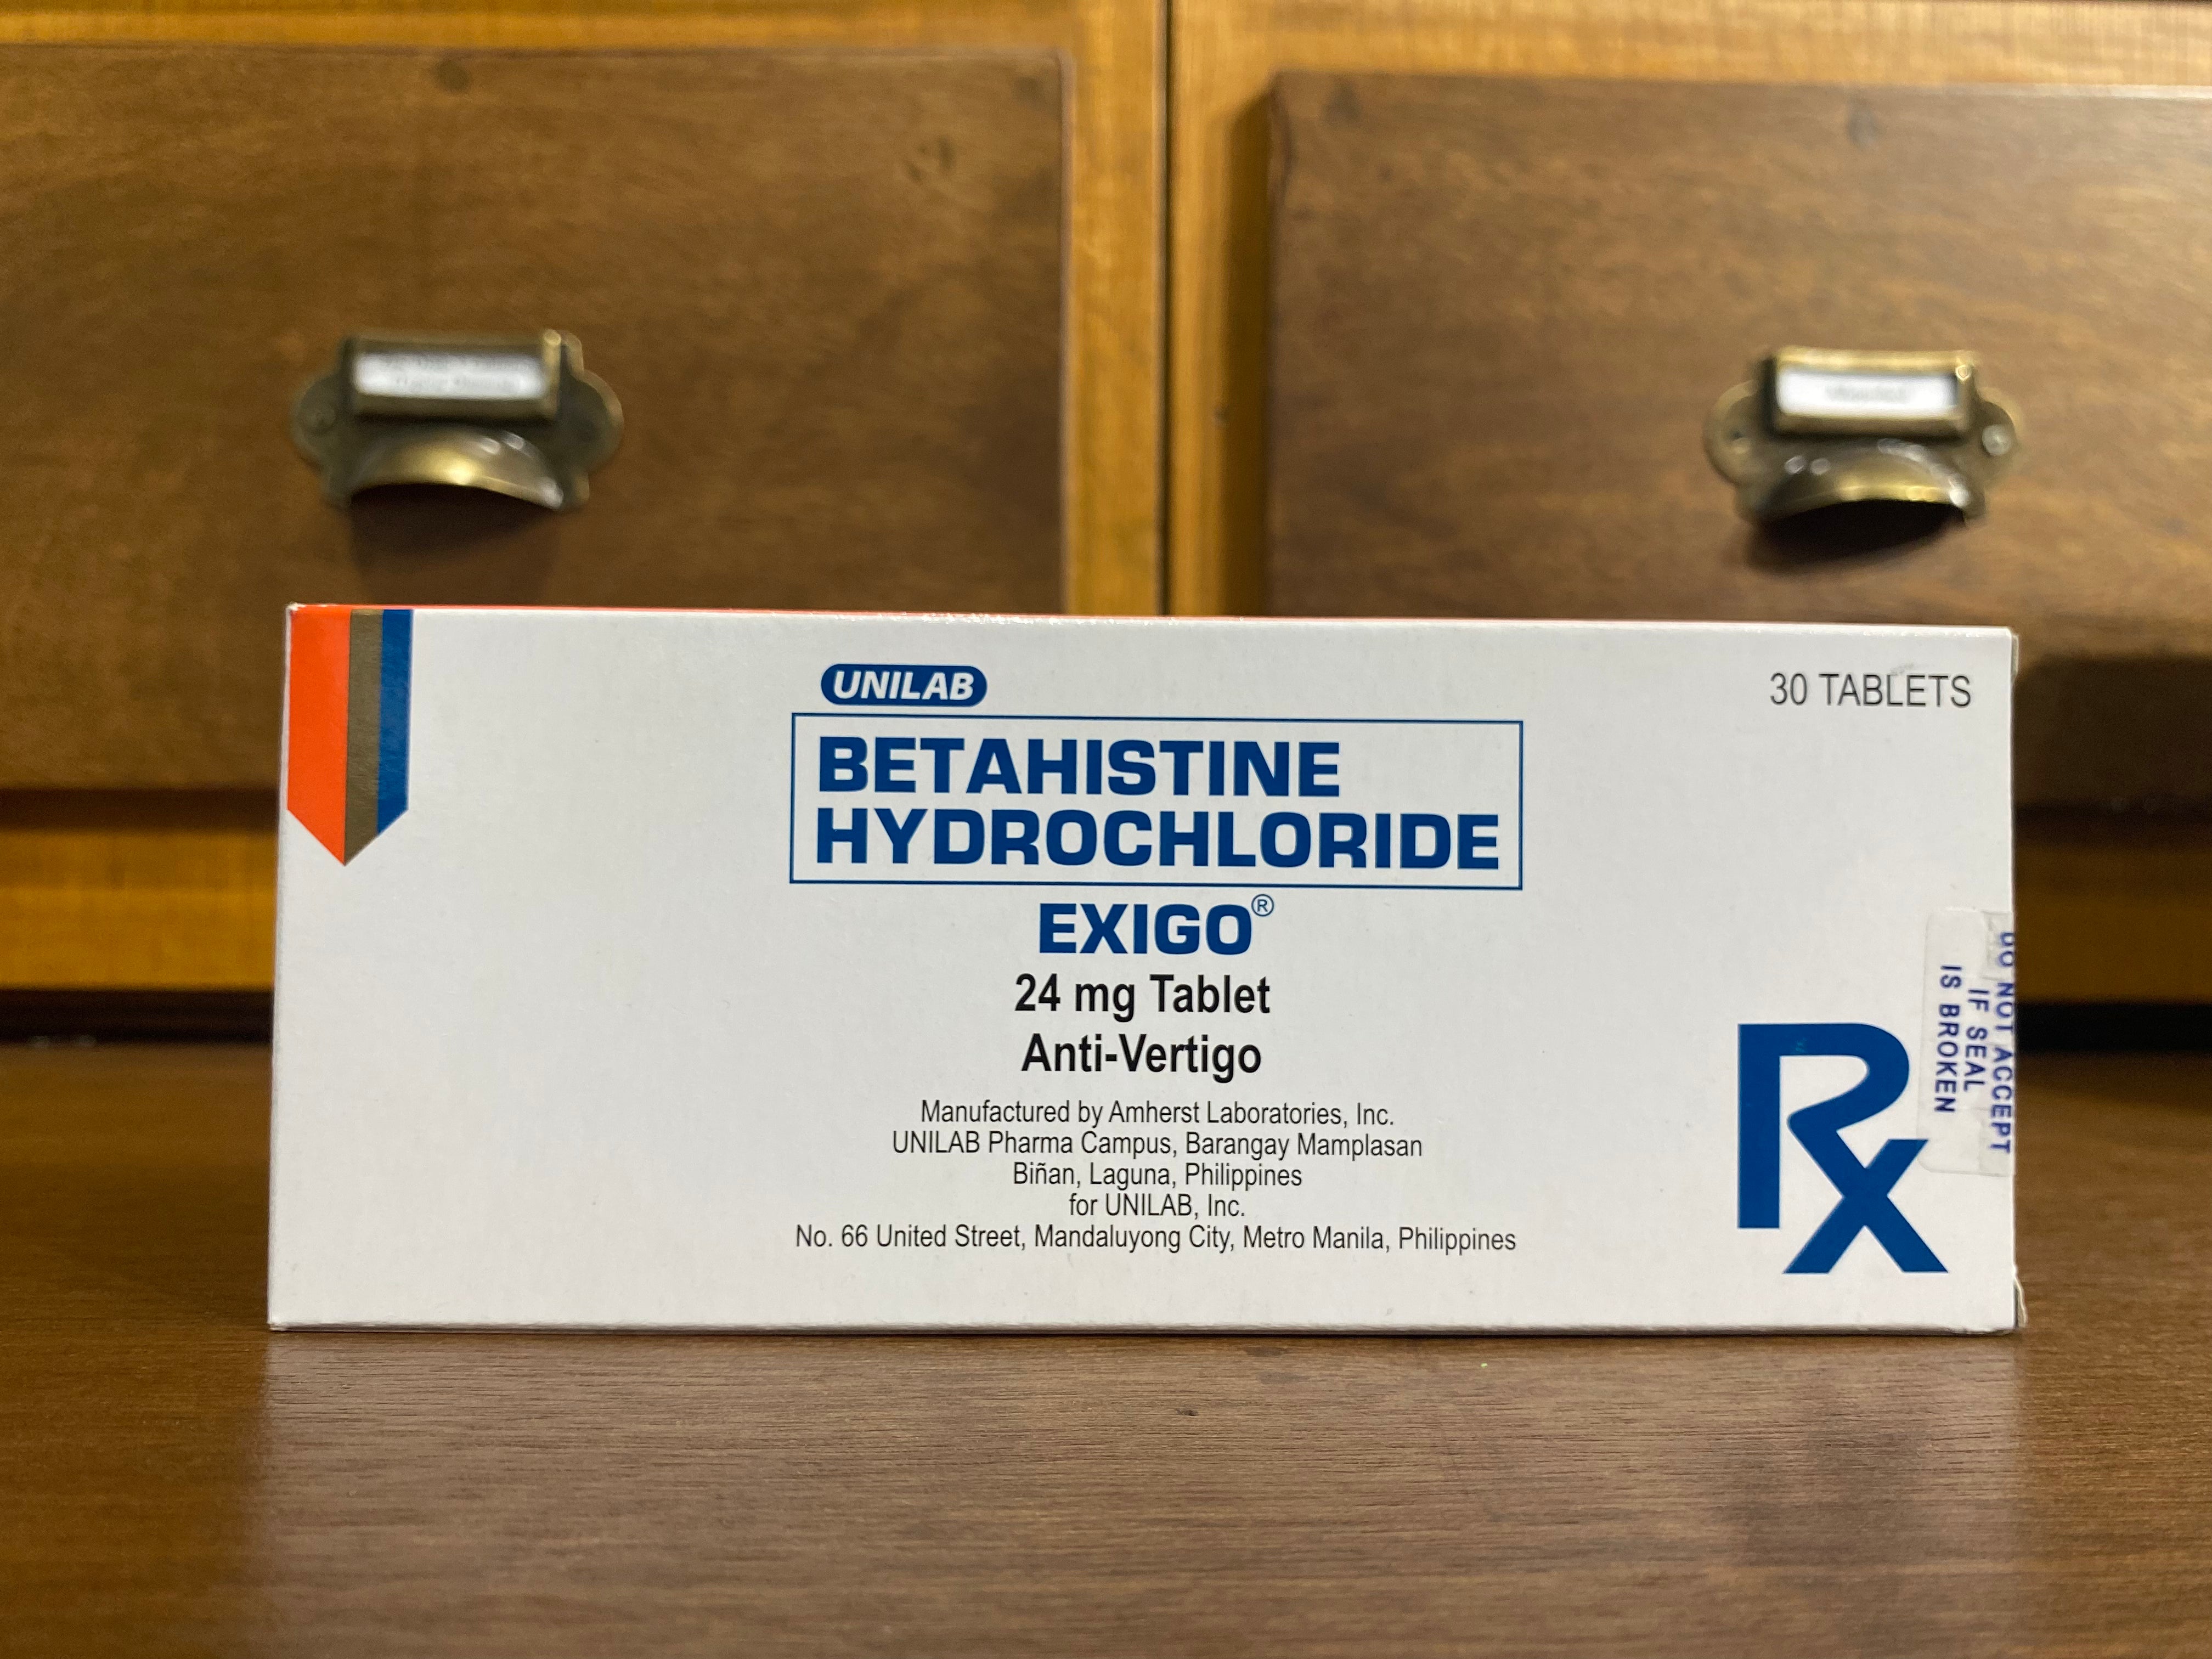 UNILAB
30 TABLETS
BETAHISTINE
HYDROCHLORIDE
EXIGO®
24 mg Tablet
Anti-Vertigo
Manufactured by Amherst Laboratories, Inc.
UNILAB Pharma Campus, Barangay Mamplasan
Biñan, Laguna, Philippines
for UNILAB, Inc.
No. 66 United Street, Mandaluyong City, Metro Manila, Philippines
Rx
DO NOT ACCEPT
IF SEAL
IS BROKEN